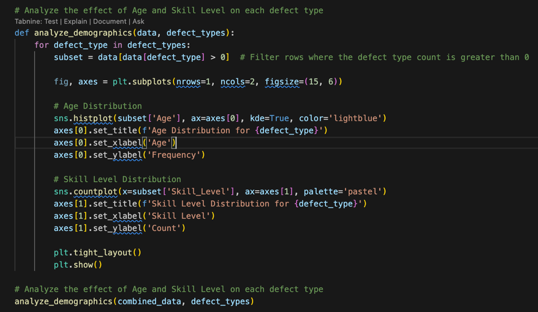 # Analyze the effect of Age and Skill Level on each defect type
Tabnine: Test | Explain | Document | Ask
def analyze_demographics(data, defect_types):
    for defect_type in defect_types:
        subset = data[data[defect_type] > 0]  # Filter rows where the defect type count is greater than 0

        fig, axes = plt.subplots(nrows=1, ncols=2, figsize=(15, 6))

        # Age Distribution
        sns.histplot(subset['Age'], ax=axes[0], kde=True, color='lightblue')
        axes[0].set_title(f'Age Distribution for {defect_type}')
        axes[0].set_xlabel('Age')
        axes[0].set_ylabel('Frequency')

        # Skill Level Distribution
        sns.countplot(x=subset['Skill_Level'], ax=axes[1], palette='pastel')
        axes[1].set_title(f'Skill Level Distribution for {defect_type}')
        axes[1].set_xlabel('Skill Level')
        axes[1].set_ylabel('Count')

        plt.tight_layout()
        plt.show()

# Analyze the effect of Age and Skill Level on each defect type
analyze_demographics(combined_data, defect_types)